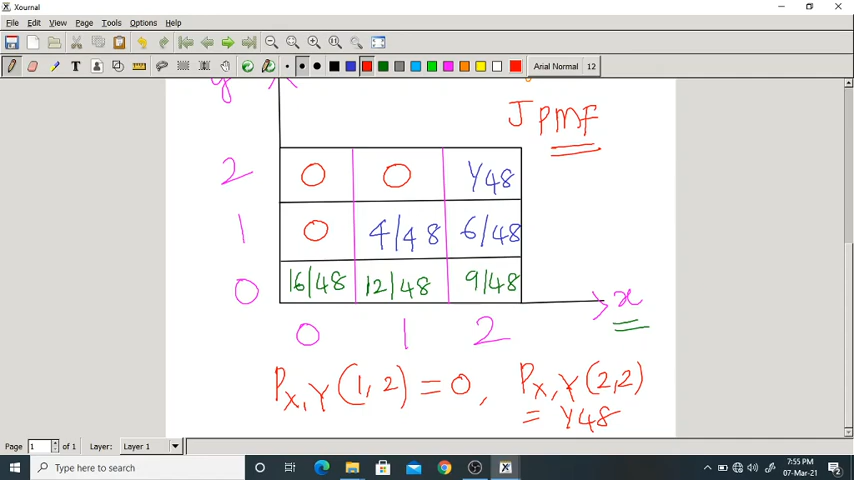 Xournal
File Edit View Page Tools Options Help
Arial Normal 12
y
JPMF
2 0 0 1/48
1 0 4/48 6/48
0 16/48 12/48 9/48
x
0 1 2
P_X,Y(1,2) = 0, P_X,Y(2,2)
= 1/48
Page 1 of 1 Layer: Layer 1
Type here to search
7:55 PM
07-Mar-21
2